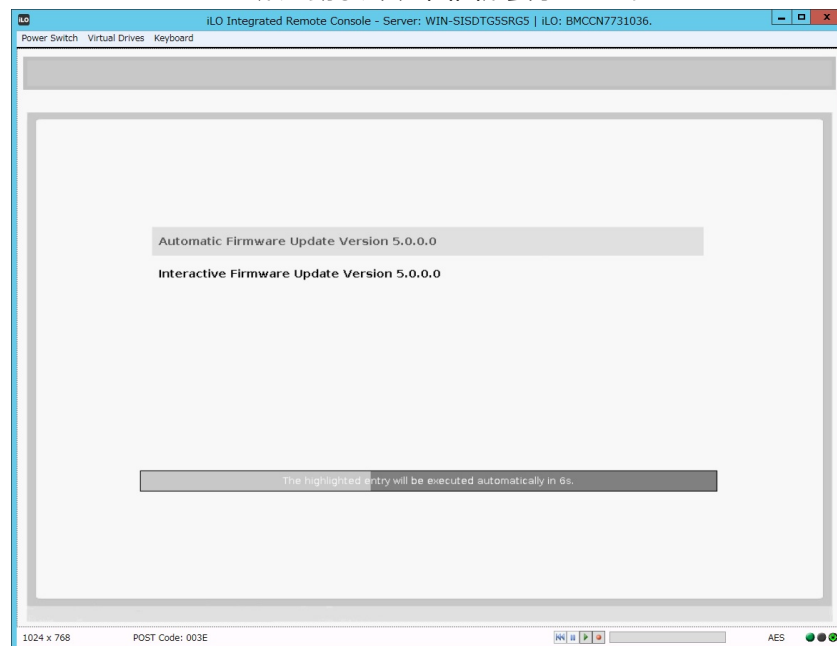 iLO
iLO Integrated Remote Console - Server: WIN-SISDTG5SRG5 | iLO: BMCCN7731036.
Power Switch Virtual Drives Keyboard
Automatic Firmware Update Version 5.0.0.0
Interactive Firmware Update Version 5.0.0.0
The highlighted entry will be executed automatically in 6s.
1024 x 768 POST Code: 003E AES